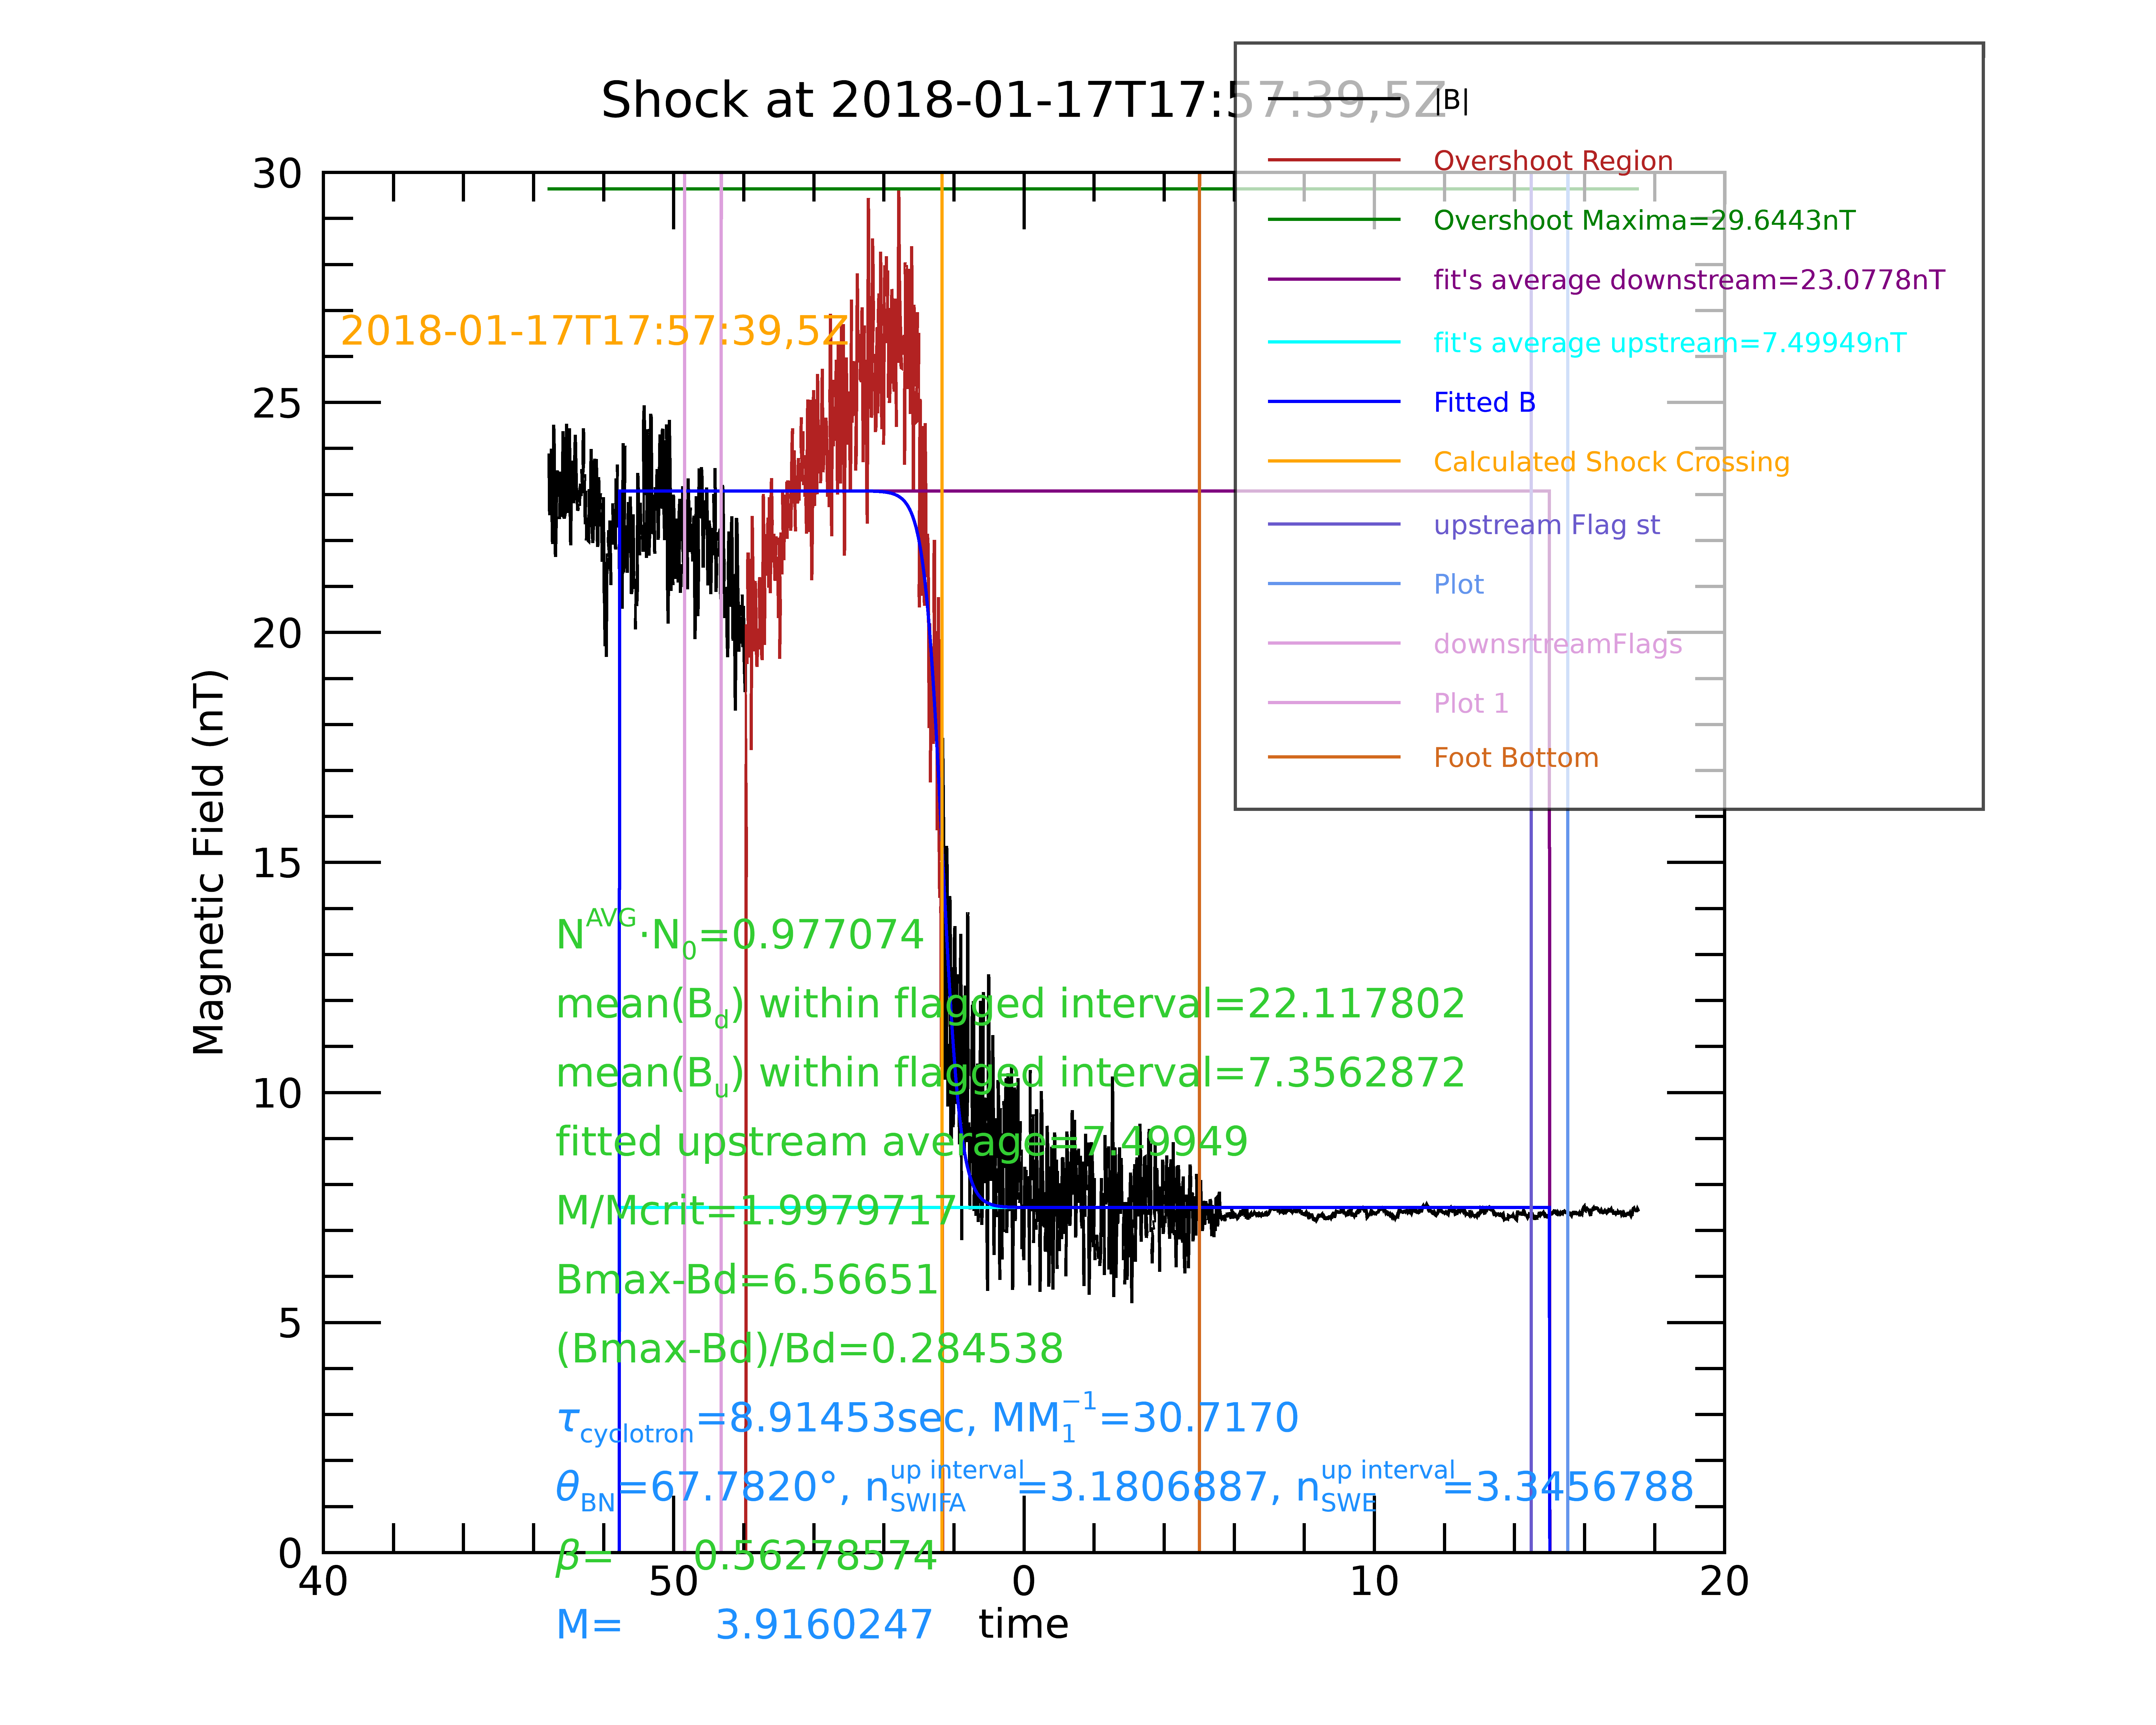 Shock at 2018-01-17T17:57:39,5Z
|B|
Overshoot Region
Overshoot Maxima=29.6443nT
fit's average downstream=23.0778nT
fit's average upstream=7.49949nT
Fitted B
Calculated Shock Crossing
upstream Flag st
Plot
downsrtreamFlags
Plot 1
Foot Bottom
2018-01-17T17:57:39,5Z
Magnetic Field (nT)
30
25
20
15
10
5
0
N^AVG·N_0=0.977074
mean(B_d) within flagged interval=22.117802
mean(B_u) within flagged interval=7.3562872
fitted upstream average=7.49949
M/Mcrit=1.9979717
Bmax-Bd=6.56651
(Bmax-Bd)/Bd=0.284538
τ_cyclotron=8.91453sec, MM_1^−1=30.7170
θ_BN=67.7820°, n_SWIFA^up interval=3.1806887, n_SWE^up interval=3.3456788
β= 0.56278574
40 50 0 10 20
M= 3.9160247
time